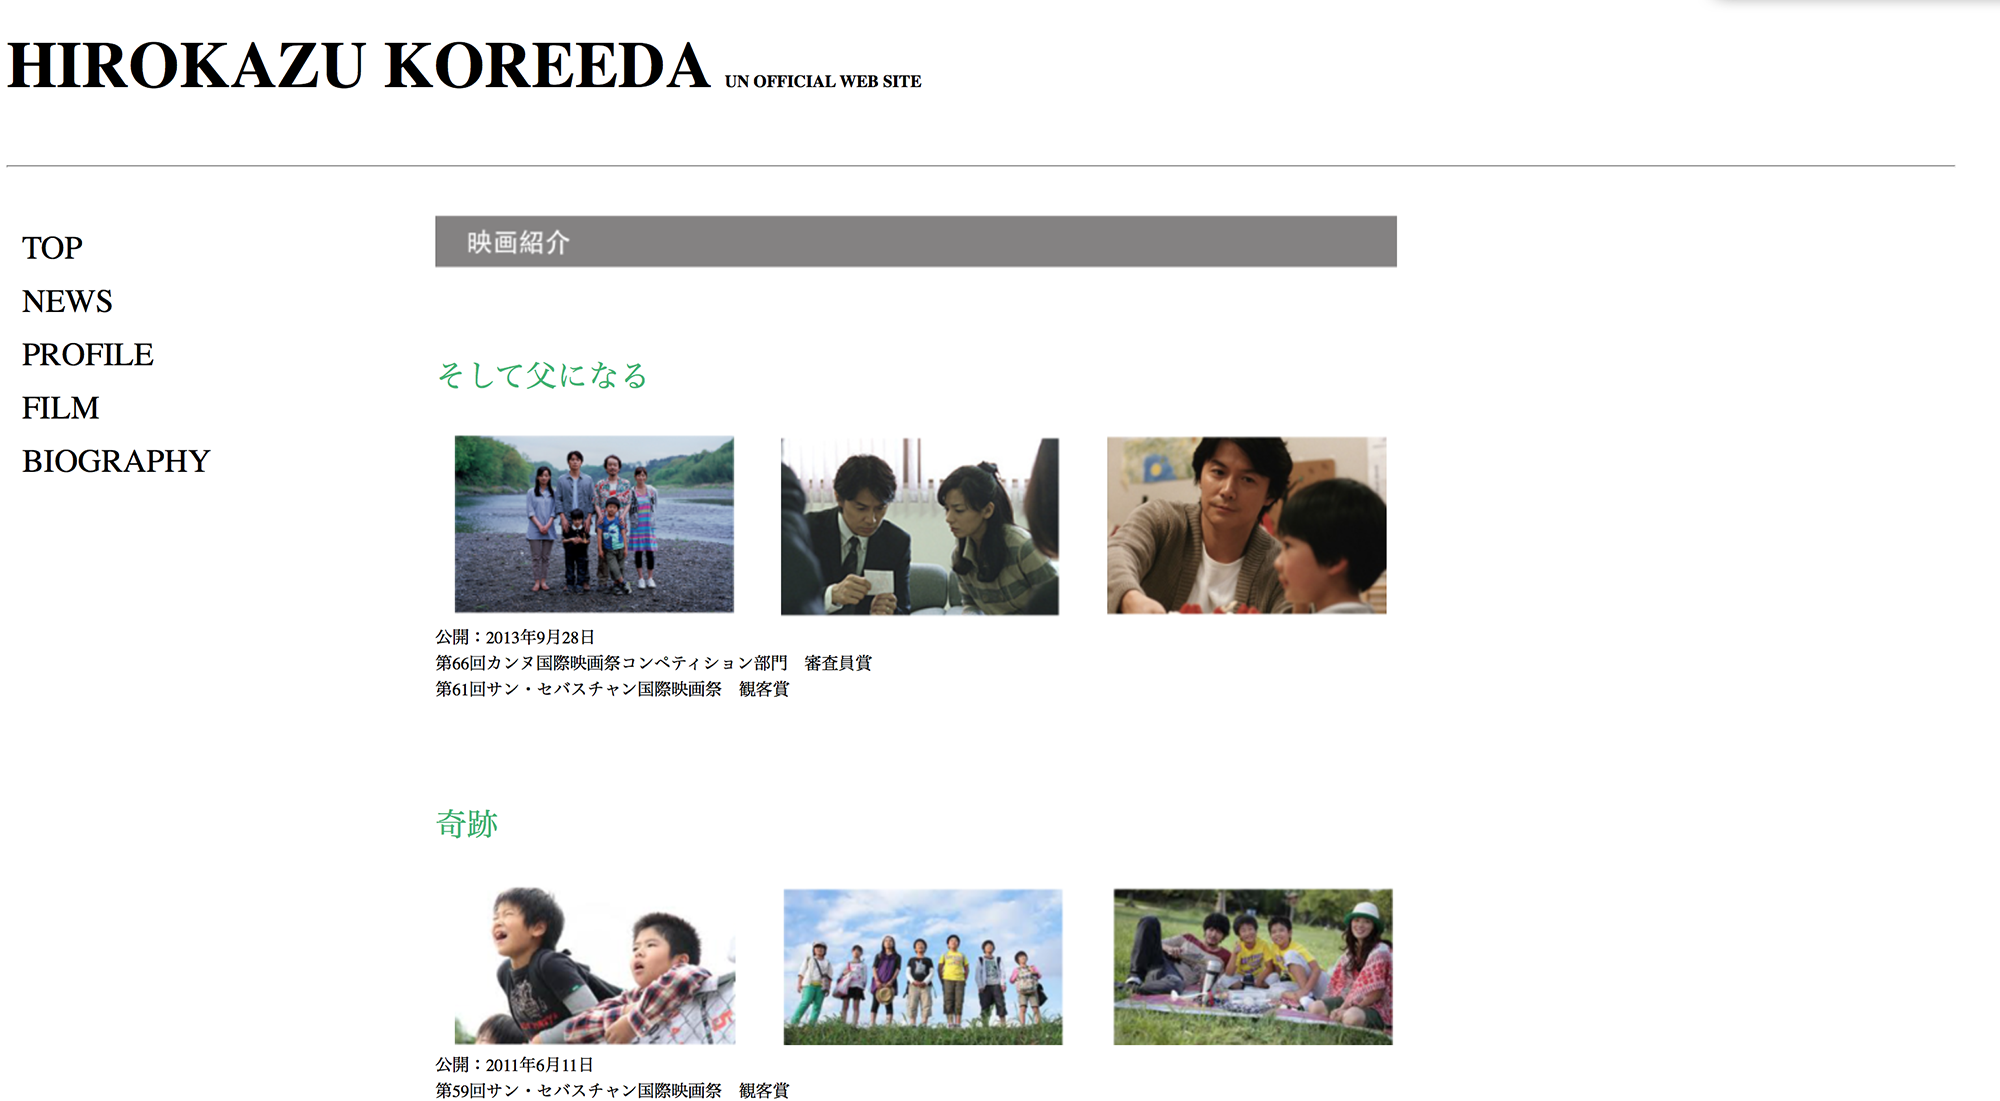 HIROKAZU KOREEDA UN OFFICIAL WEB SITE
TOP
NEWS
PROFILE
FILM
BIOGRAPHY
映画紹介
そして父になる
公開：2013年9月28日
第66回カンヌ国際映画祭コンペティション部門　審査員賞
第61回サン・セバスチャン国際映画祭　観客賞
奇跡
公開：2011年6月11日
第59回サン・セバスチャン国際映画祭　観客賞